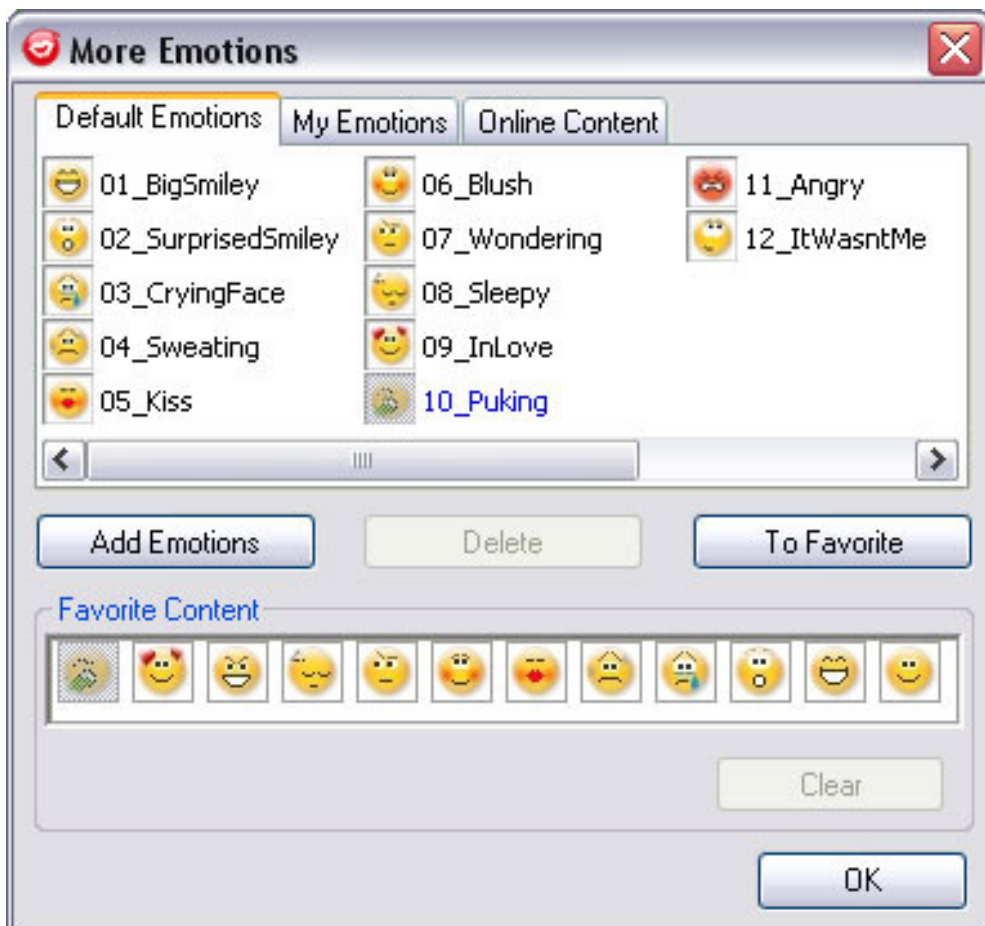 More Emotions
Default Emotions My Emotions Online Content
01_BigSmiley 06_Blush 11_Angry
02_SurprisedSmiley 07_Wondering 12_ItWasntMe
03_CryingFace 08_Sleepy
04_Sweating 09_InLove
05_Kiss 10_Puking
Add Emotions Delete To Favorite
Favorite Content
Clear
OK